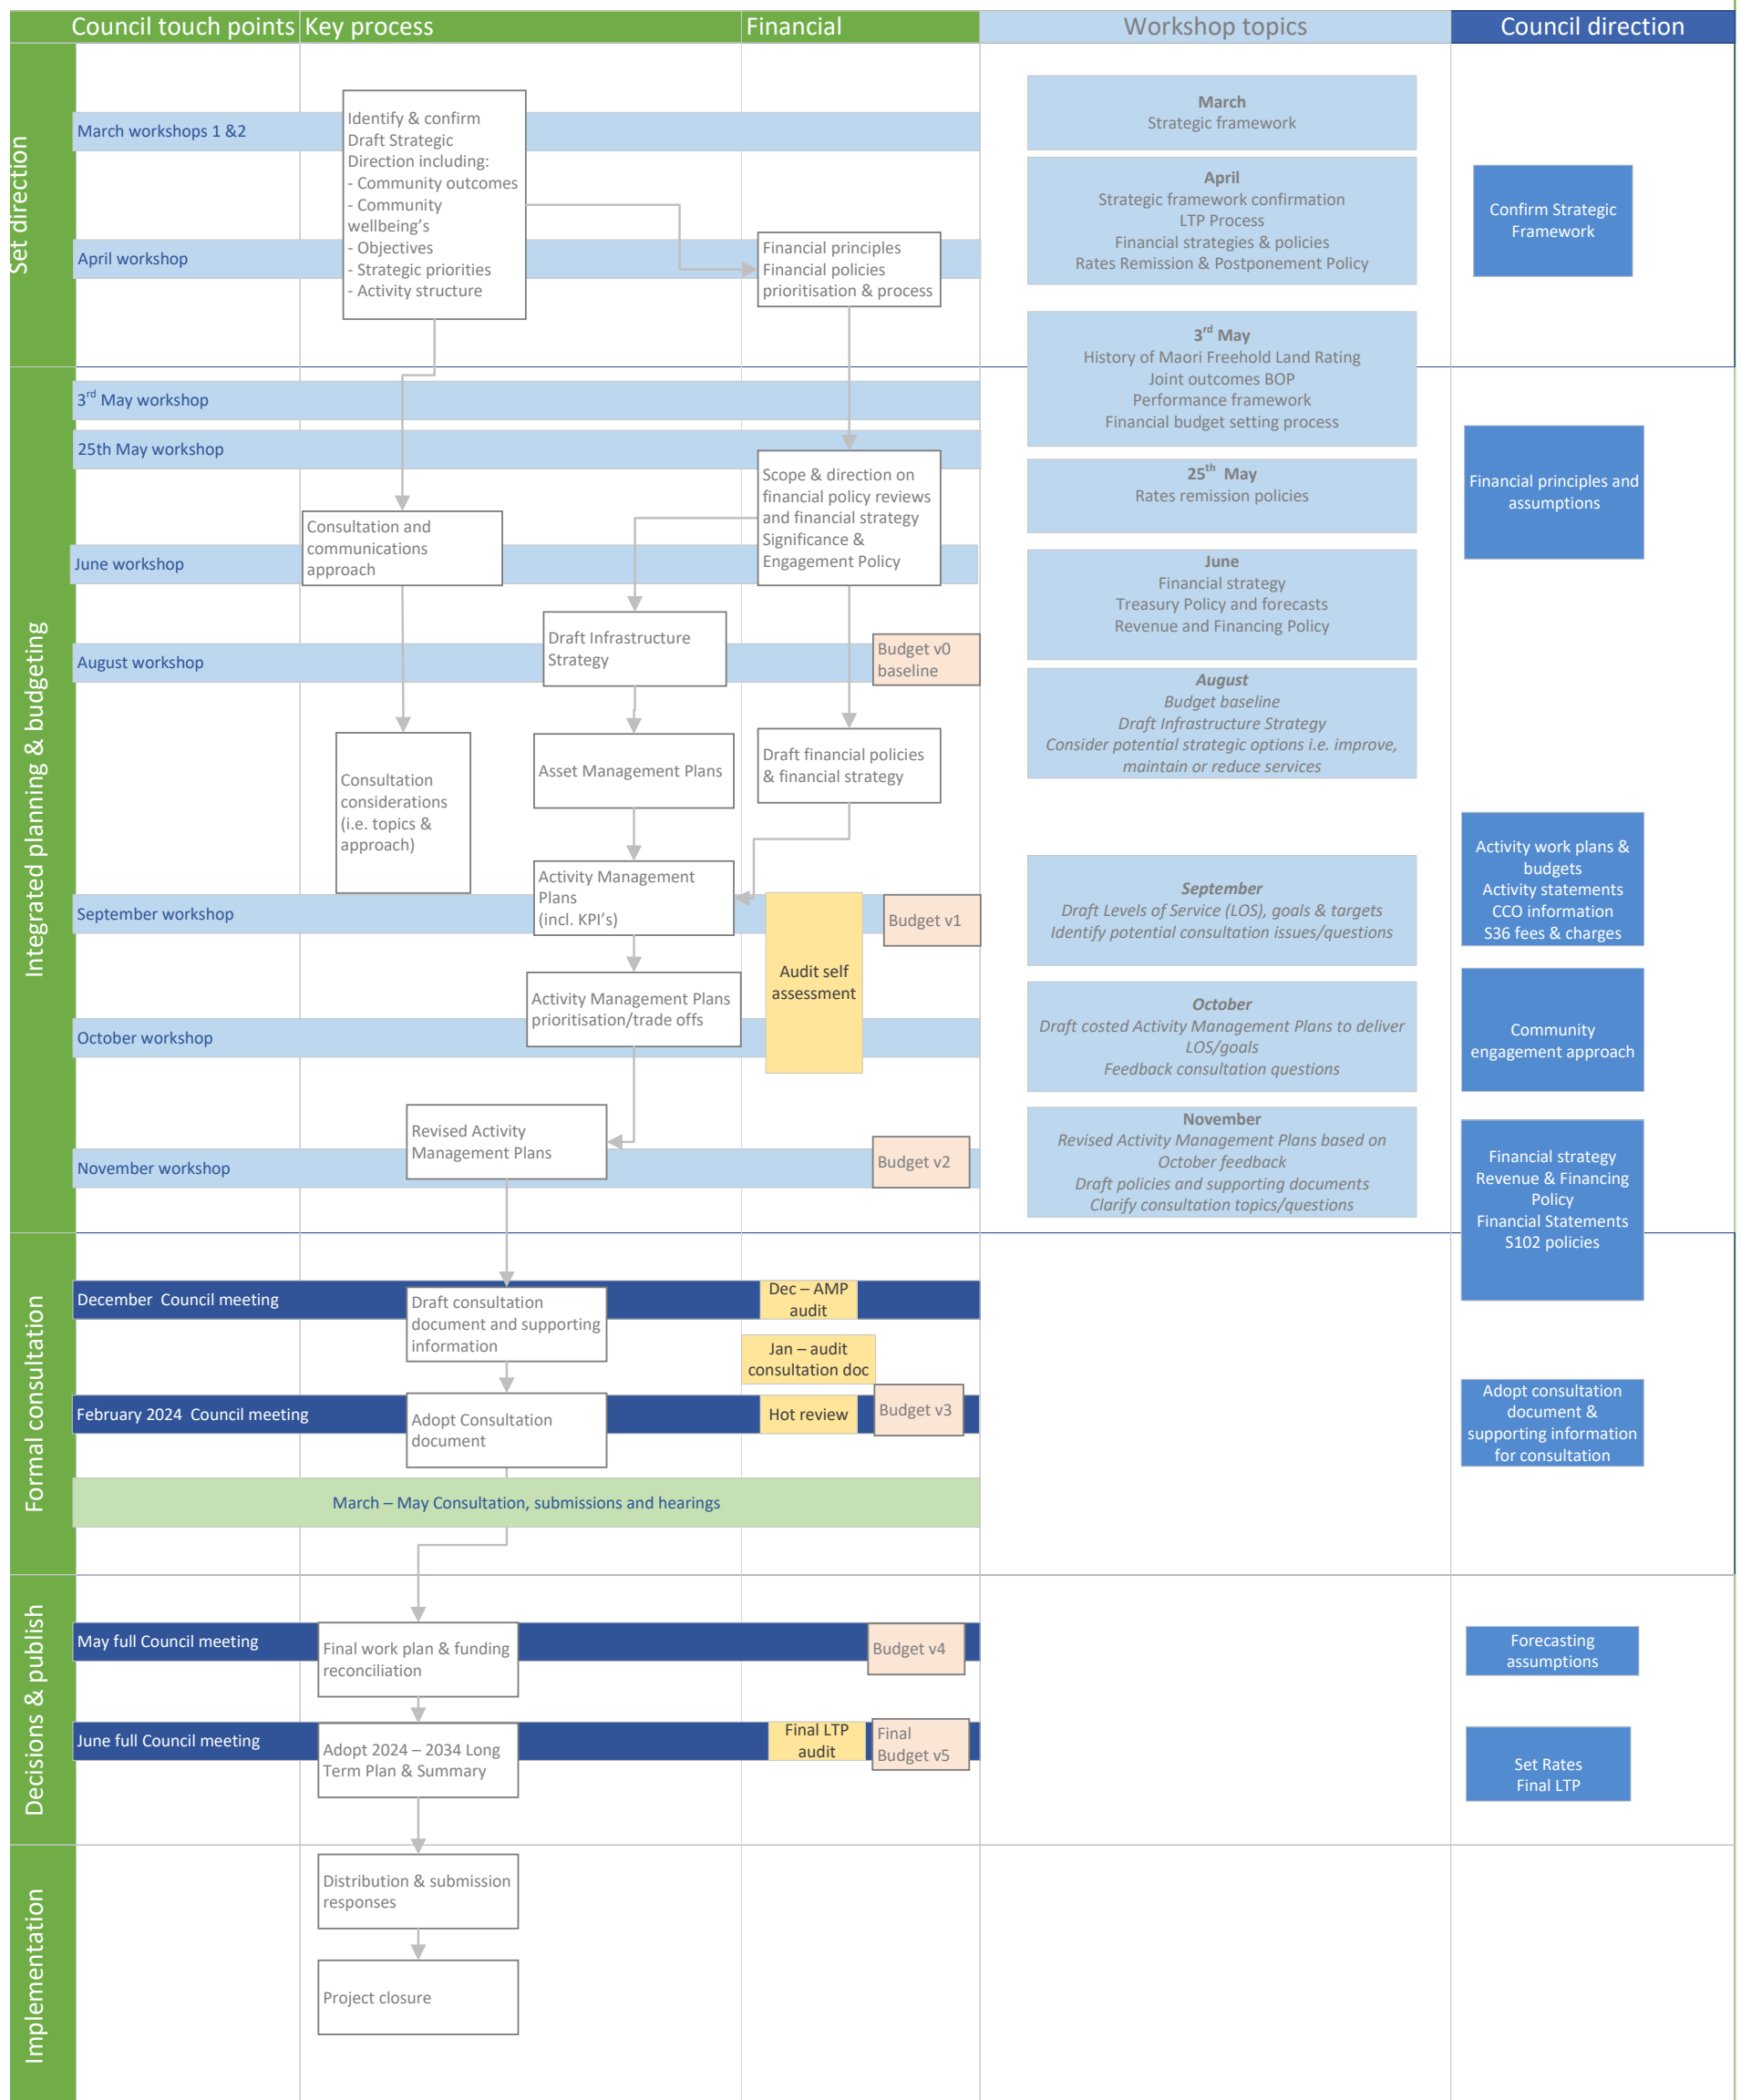 Council touch points
Key process
Financial
Workshop topics
Council direction
Set direction
March workshops 1 &2
Identify & confirm
Draft Strategic
Direction including:
- Community outcomes
- Community
wellbeing's
- Objectives
- Strategic priorities
- Activity structure
April workshop
Financial principles
Financial policies
prioritisation & process
March
Strategic framework
April
Strategic framework confirmation
LTP Process
Financial strategies & policies
Rates Remission & Postponement Policy
Confirm Strategic
Framework
3rd May
History of Maori Freehold Land Rating
Joint outcomes BOP
Performance framework
Financial budget setting process
Integrated planning & budgeting
3rd May workshop
25th May workshop
Scope & direction on
financial policy reviews
and financial strategy
Significance &
Engagement Policy
25th May
Rates remission policies
Financial principles and
assumptions
Consultation and
communications
approach
June workshop
June
Financial strategy
Treasury Policy and forecasts
Revenue and Financing Policy
Draft Infrastructure
Strategy
August workshop
Budget v0
baseline
August
Budget baseline
Draft Infrastructure Strategy
Consider potential strategic options i.e. improve,
maintain or reduce services
Consultation
considerations
(i.e. topics &
approach)
Asset Management Plans
Draft financial policies
& financial strategy
Activity Management
Plans
(incl. KPI's)
September workshop
Budget v1
Audit self
assessment
September
Draft Levels of Service (LOS), goals & targets
Identify potential consultation issues/questions
Activity work plans &
budgets
Activity statements
CCO information
S36 fees & charges
Activity Management Plans
prioritisation/trade offs
October workshop
October
Draft costed Activity Management Plans to deliver
LOS/goals
Feedback consultation questions
Community
engagement approach
Revised Activity
Management Plans
November workshop
Budget v2
November
Revised Activity Management Plans based on
October feedback
Draft policies and supporting documents
Clarify consultation topics/questions
Financial strategy
Revenue & Financing
Policy
Financial Statements
S102 policies
Formal consultation
December  Council meeting
Draft consultation
document and supporting
information
Dec – AMP
audit
Jan – audit
consultation doc
February 2024  Council meeting
Adopt Consultation
document
Hot review
Budget v3
Adopt consultation
document &
supporting information
for consultation
March – May Consultation, submissions and hearings
Decisions & publish
May full Council meeting
Final work plan & funding
reconciliation
Budget v4
Forecasting
assumptions
June full Council meeting
Adopt 2024 – 2034 Long
Term Plan & Summary
Final LTP
audit
Final
Budget v5
Set Rates
Final LTP
Implementation
Distribution & submission
responses
Project closure